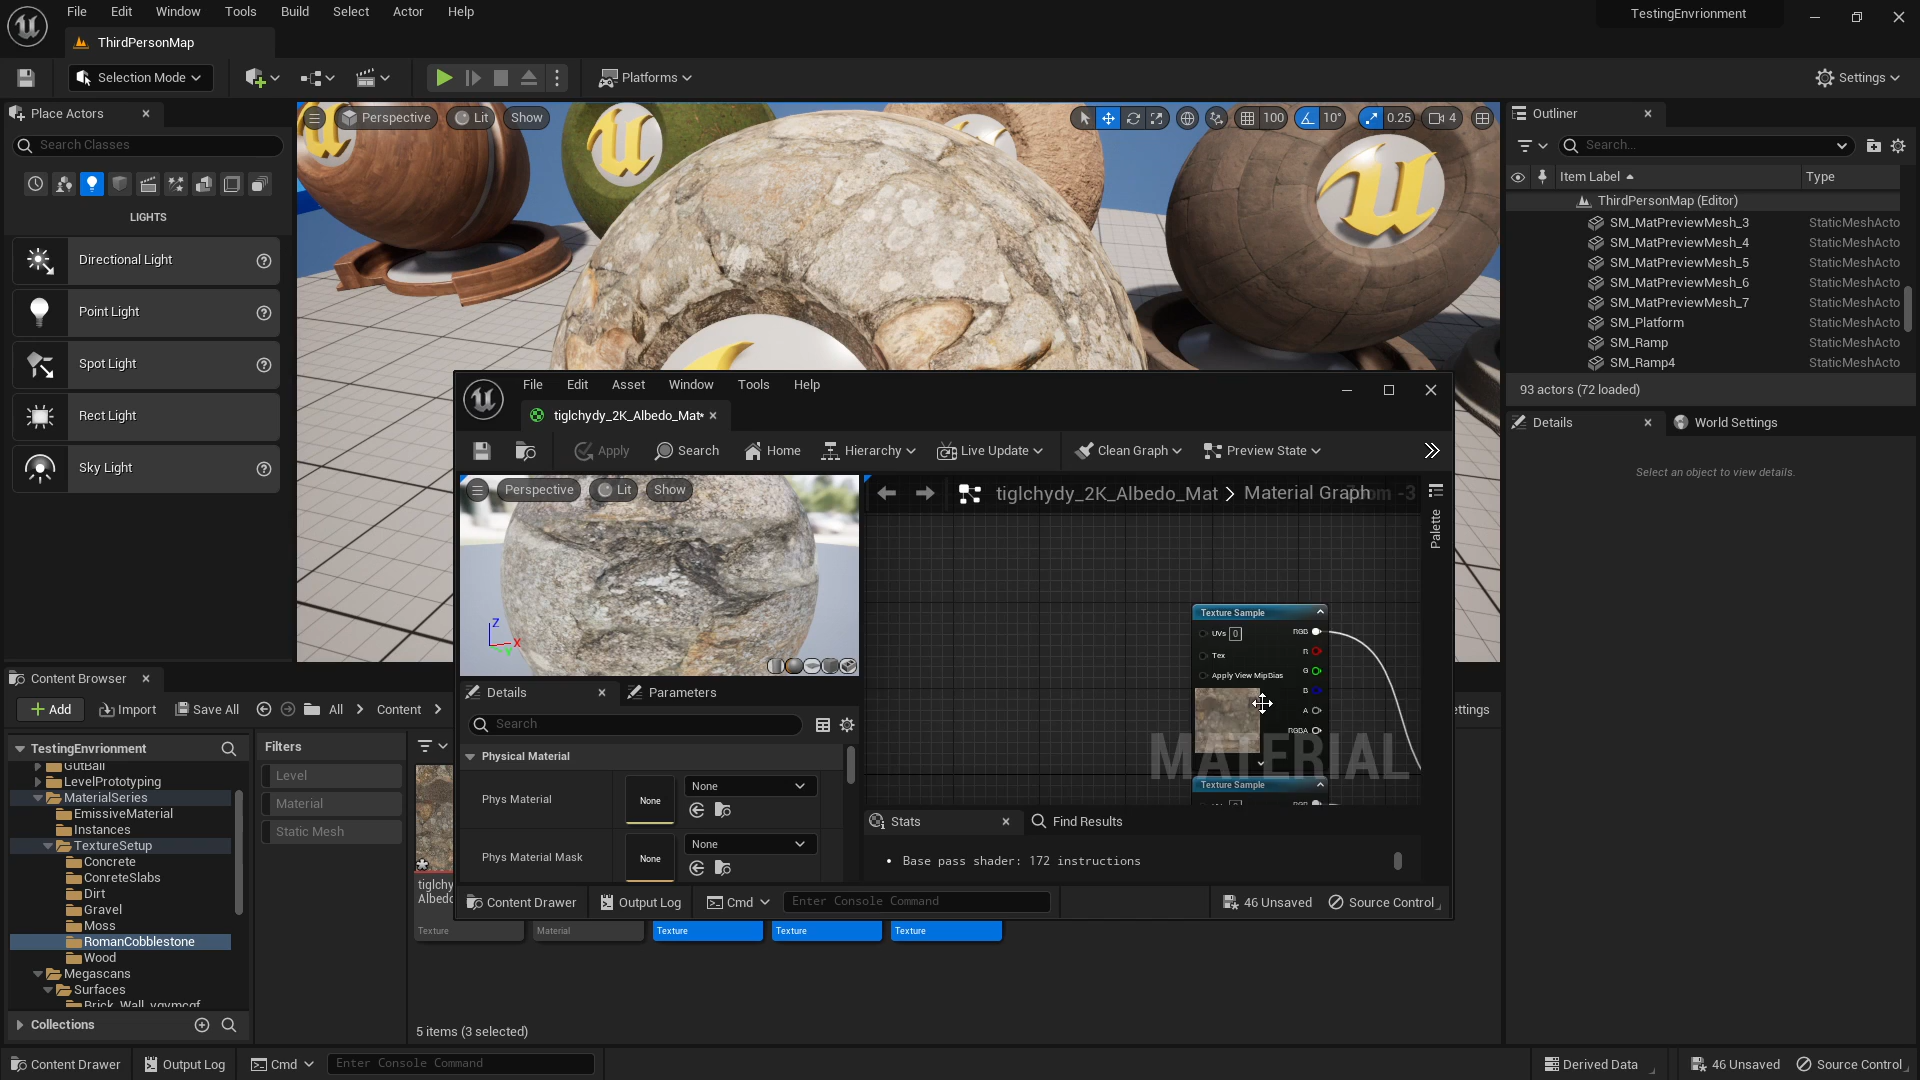 File Edit Window Tools Build Select Actor Help
TestingEnvrionment
ThirdPersonMap
Selection Mode
Platforms
Settings
Place Actors
Search Classes
LIGHTS
Directional Light
Point Light
Spot Light
Rect Light
Sky Light
Perspective Lit Show
100 10° 0.25 4
Outliner
Search...
Item Label Type
ThirdPersonMap (Editor)
SM_MatPreviewMesh_3 StaticMeshActo
SM_MatPreviewMesh_4 StaticMeshActo
SM_MatPreviewMesh_5 StaticMeshActo
SM_MatPreviewMesh_6 StaticMeshActo
SM_MatPreviewMesh_7 StaticMeshActo
SM_Platform StaticMeshActo
SM_Ramp StaticMeshActo
SM_Ramp4 StaticMeshActo
93 actors (72 loaded)
Details World Settings
Select an object to view details.
File Edit Asset Window Tools Help
tiglchydy_2K_Albedo_Mat*
Apply Search Home Hierarchy Live Update Clean Graph Preview State
Perspective Lit Show
Z
X
Y
tiglchydy_2K_Albedo_Mat > Material Graph
Zoom -3
Palette
Texture Sample
UVs 0 RGB
R
Tex
G
Apply View MipBias
B
A
RGBA
MATERIAL
Texture Sample
Details Parameters
Search
Physical Material
Phys Material None None
Phys Material Mask None None
Stats Find Results
• Base pass shader: 172 instructions
Content Drawer Output Log Cmd Enter Console Command 46 Unsaved Source Control
Content Browser
Add Import Save All All > Content >
ettings
TestingEnvrionment
GutBall
LevelPrototyping
MaterialSeries
EmissiveMaterial
Instances
TextureSetup
Concrete
ConreteSlabs
Dirt
Gravel
Moss
RomanCobblestone
Wood
Megascans
Surfaces
Brick_Wall_vgvmcgf
Collections
Filters
Level
Material
Static Mesh
tiglchy
Albedo
Texture Material Texture Texture Texture
5 items (3 selected)
Content Drawer Output Log Cmd Enter Console Command Derived Data 46 Unsaved Source Control